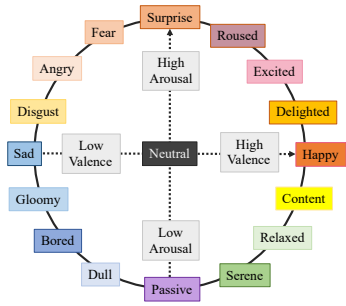 Surprise
Fear
Roused
High
Arousal
Angry
Excited
Disgust
Delighted
Sad
Low
Valence
Neutral
High
Valence
Happy
Gloomy
Content
Low
Arousal
Bored
Relaxed
Dull
Serene
Passive